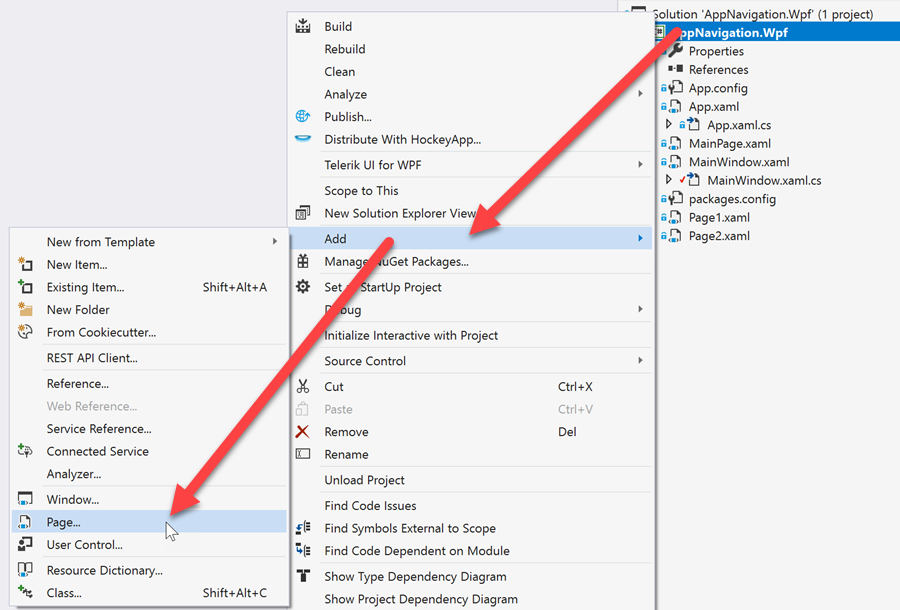 Solution 'AppNavigation.Wpf' (1 project)
AppNavigation.Wpf
Properties
References
App.config
App.xaml
App.xaml.cs
MainPage.xaml
MainWindow.xaml
MainWindow.xaml.cs
packages.config
Page1.xaml
Page2.xaml
Build
Rebuild
Clean
Analyze
Publish...
Distribute With HockeyApp...
Telerik UI for WPF
Scope to This
New Solution Explorer View
Add
Manage NuGet Packages...
Set as StartUp Project
Debug
Initialize Interactive with Project
Source Control
Cut Ctrl+X
Paste Ctrl+V
Remove Del
Rename
Unload Project
Find Code Issues
Find Symbols External to Scope
Find Code Dependent on Module
Show Type Dependency Diagram
Show Project Dependency Diagram
New from Template
New Item...
Existing Item... Shift+Alt+A
New Folder
From Cookiecutter...
REST API Client...
Reference...
Web Reference...
Service Reference...
Connected Service
Analyzer...
Window...
Page...
User Control...
Resource Dictionary...
Class... Shift+Alt+C